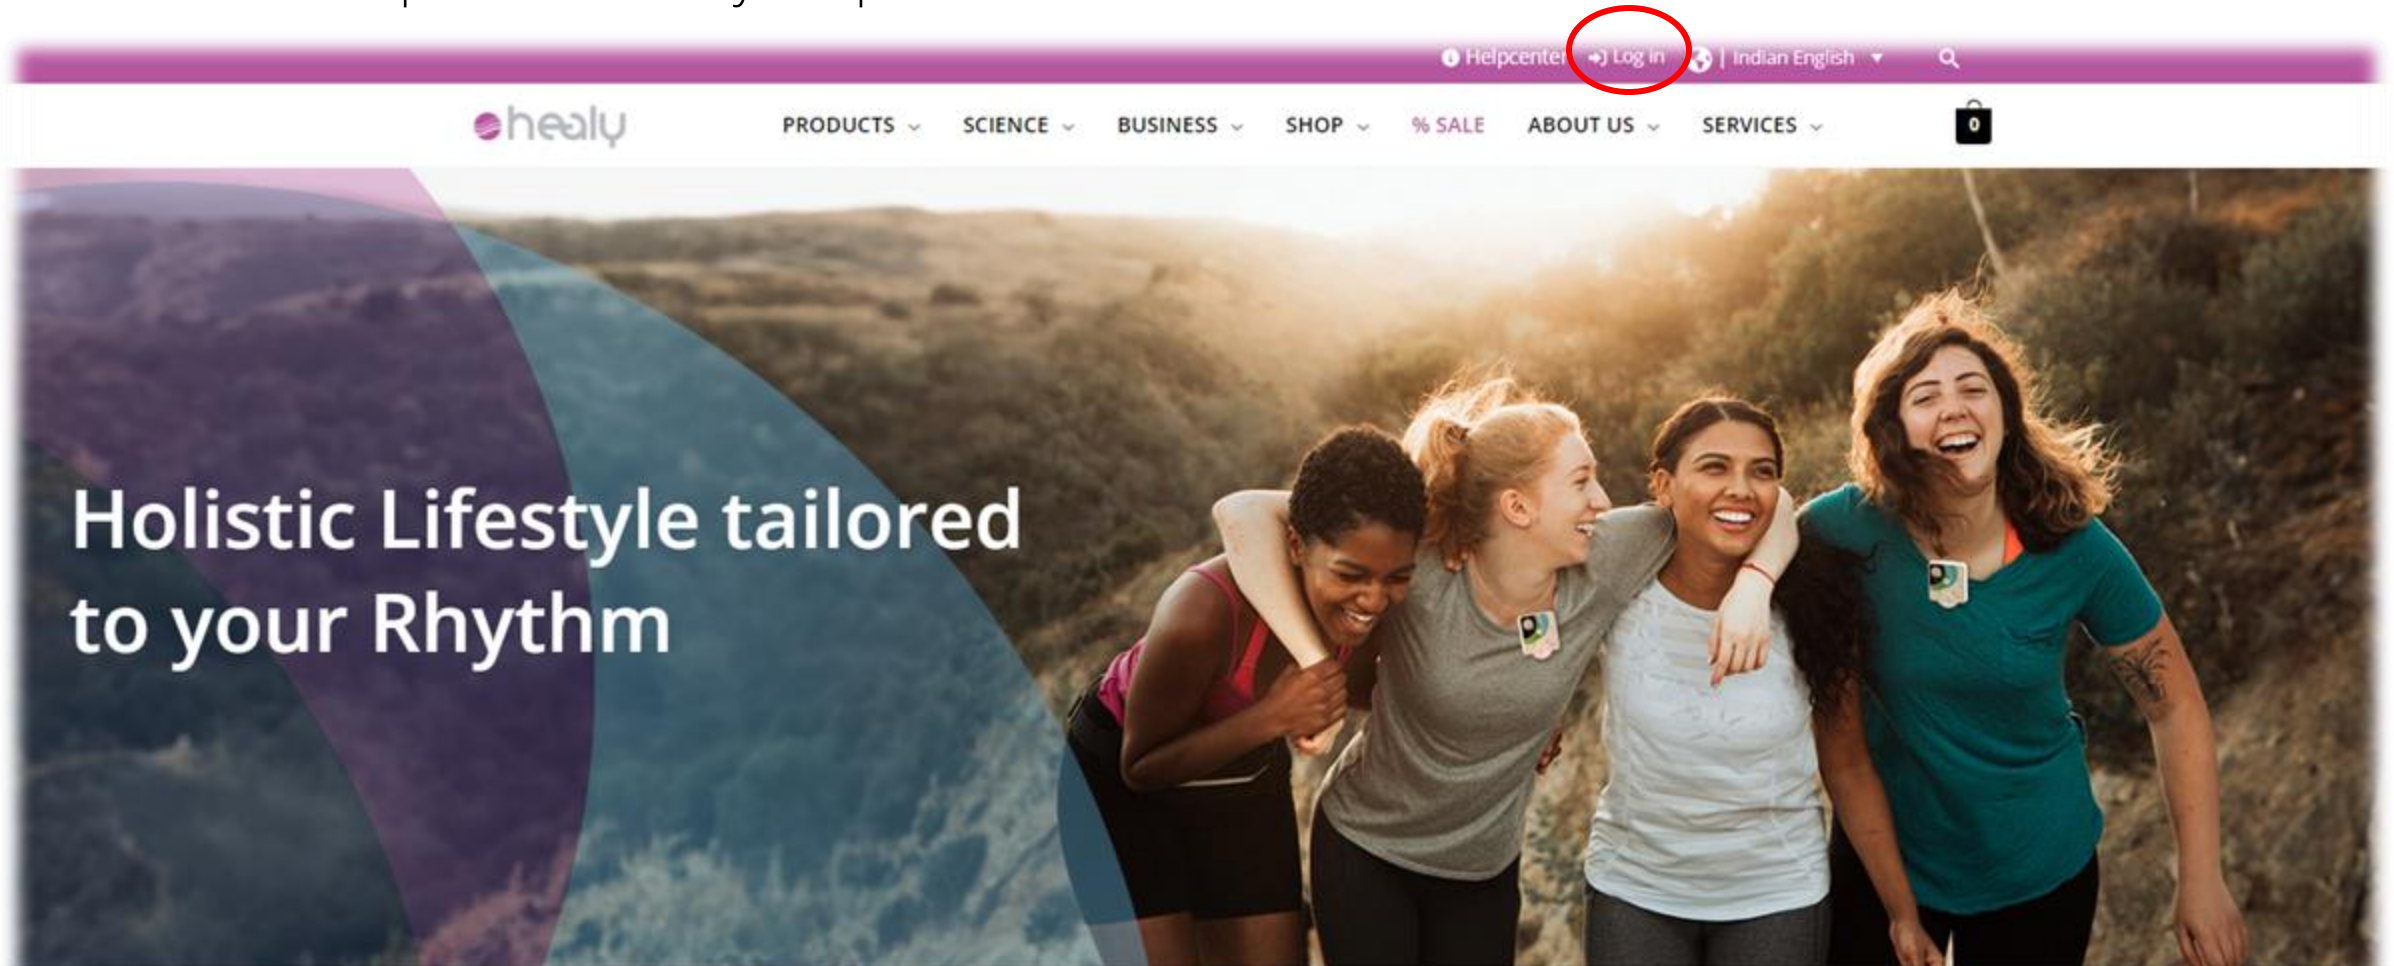 Helpcenter Log in | Indian English
healy PRODUCTS SCIENCE BUSINESS SHOP % SALE ABOUT US SERVICES 0
Holistic Lifestyle tailored
to your Rhythm